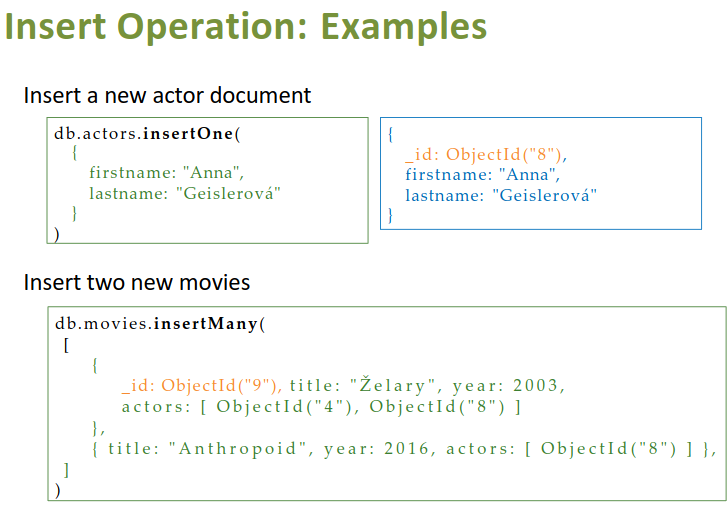 Insert Operation: Examples
Insert a new actor document
db.actors.insertOne(
{
firstname: "Anna",
lastname: "Geislerová"
}
)
{
_id: ObjectId("8"),
firstname: "Anna",
lastname: "Geislerová"
}
Insert two new movies
db.movies.insertMany(
[
{
_id: ObjectId("9"), title: "Želary", year: 2003,
actors: [ ObjectId("4"), ObjectId("8") ]
},
{ title: "Anthropoid", year: 2016, actors: [ ObjectId("8") ] },
]
)